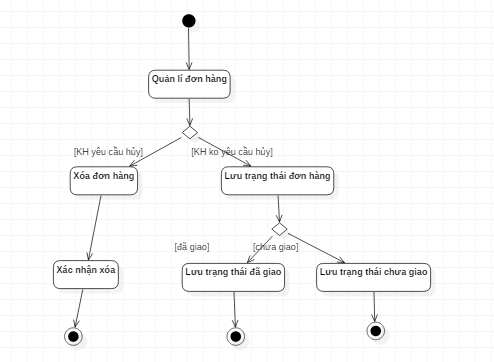 Quản lí đơn hàng
[KH yêu cầu hủy]
[KH ko yêu cầu hủy]
Xóa đơn hàng
Lưu trạng thái đơn hàng
[đã giao]
[chưa giao]
Xác nhận xóa
Lưu trạng thái đã giao
Lưu trạng thái chưa giao